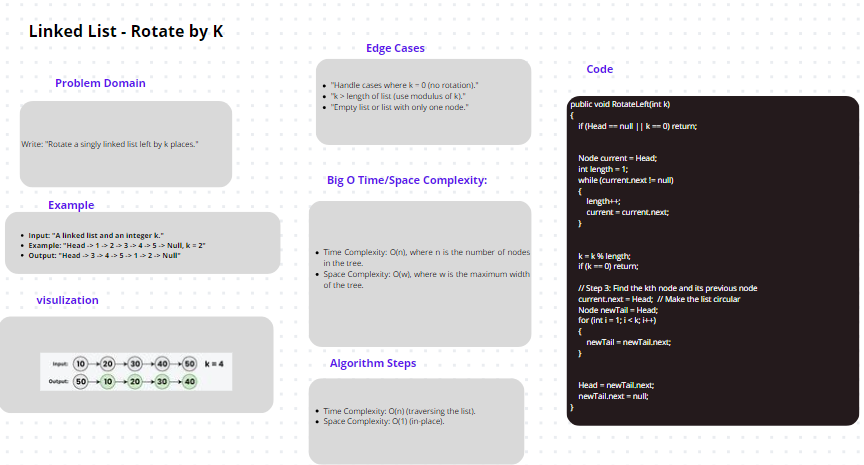 Linked List - Rotate by K
Problem Domain
Write: "Rotate a singly linked list left by k places."
Example
Input: "A linked list and an integer k."
Example: "Head -> 1 -> 2 -> 3 -> 4 -> 5 -> Null, k = 2"
Output: "Head -> 3 -> 4 -> 5 -> 1 -> 2 -> Null"
visulization
Input: 10 20 30 40 50 k = 4
Output: 50 10 20 30 40
Edge Cases
"Handle cases where k = 0 (no rotation)."
"k > length of list (use modulus of k)."
"Empty list or list with only one node."
Big O Time/Space Complexity:
Time Complexity: O(n), where n is the number of nodes
in the tree.
Space Complexity: O(w), where w is the maximum width
of the tree.
Algorithm Steps
Time Complexity: O(n) (traversing the list).
Space Complexity: O(1) (in-place).
Code
public void RotateLeft(int k)
{
if (Head == null || k == 0) return;
Node current = Head;
int length = 1;
while (current.next != null)
{
length++;
current = current.next;
}
k = k % length;
if (k == 0) return;
// Step 3: Find the kth node and its previous node
current.next = Head; // Make the list circular
Node newTail = Head;
for (int i = 1; i < k; i++)
{
newTail = newTail.next;
}
Head = newTail.next;
newTail.next = null;
}